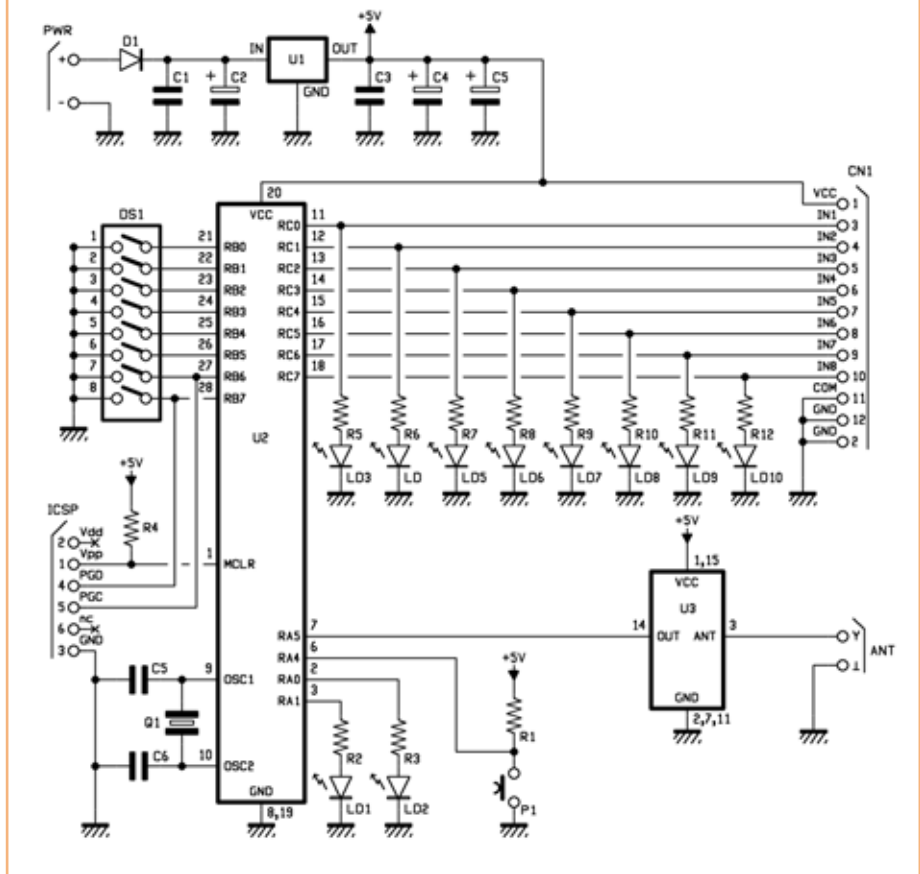 PWR
+
-
D1
C1
+
C2
IN
U1
OUT
GND
+5V
C3
+
C4
+
C5
CN1
20
VCC
VCC
1
DS1
1
21
RB0
RC0
11
IN1
3
2
22
RB1
RC1
12
IN2
4
3
23
RB2
RC2
13
IN3
5
4
24
RB3
RC3
14
IN4
6
5
25
RB4
RC4
15
IN5
7
6
26
RB5
RC5
16
IN6
8
7
27
RB6
RC6
17
IN7
9
8
28
RB7
RC7
18
IN8
10
COM
11
GND
12
GND
2
U2
R5
R6
R7
R8
R9
R10
R11
R12
LD3
LD
LD5
LD6
LD7
LD8
LD9
LD10
+5V
R4
ICSP
2
Vdd
1
Vpp
1
MCLR
4
PGD
5
PGC
6
nc
3
GND
+5V
1,15
VCC
U3
14
OUT
ANT
3
Y
ANT
⊥
GND
2,7,11
RA5
7
RA4
6
RA0
2
RA1
3
+5V
R1
P1
C5
9
OSC1
Q1
C6
10
OSC2
R2
R3
LD1
LD2
GND
8,19